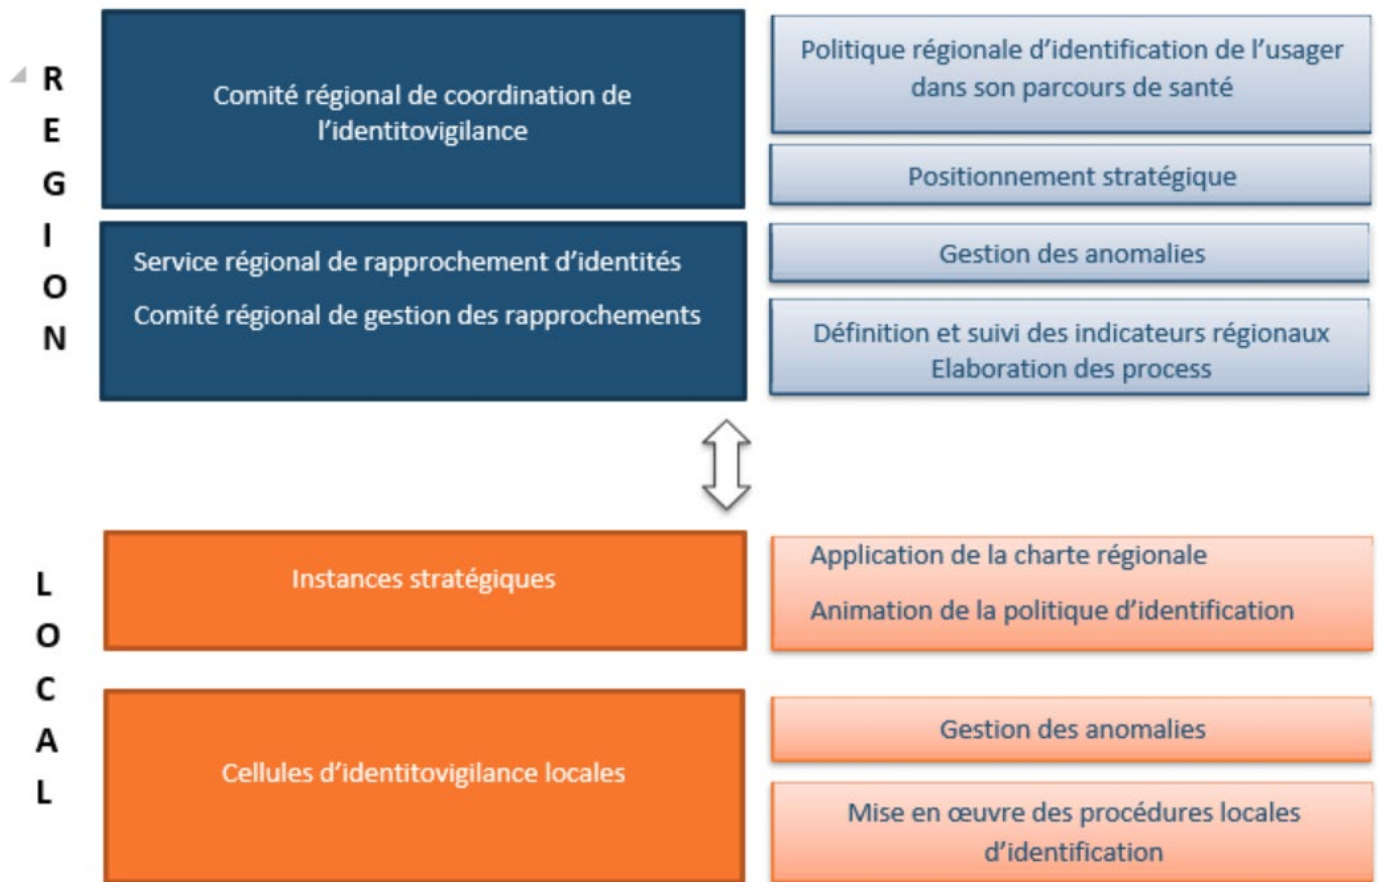 REGION
Comité régional de coordination de
l'identitovigilance
Politique régionale d'identification de l'usager
dans son parcours de santé
Positionnement stratégique
Service régional de rapprochement d'identités
Comité régional de gestion des rapprochements
Gestion des anomalies
Définition et suivi des indicateurs régionaux
Elaboration des process
LOCAL
Instances stratégiques
Application de la charte régionale
Animation de la politique d'identification
Cellules d'identitovigilance locales
Gestion des anomalies
Mise en œuvre des procédures locales
d'identification